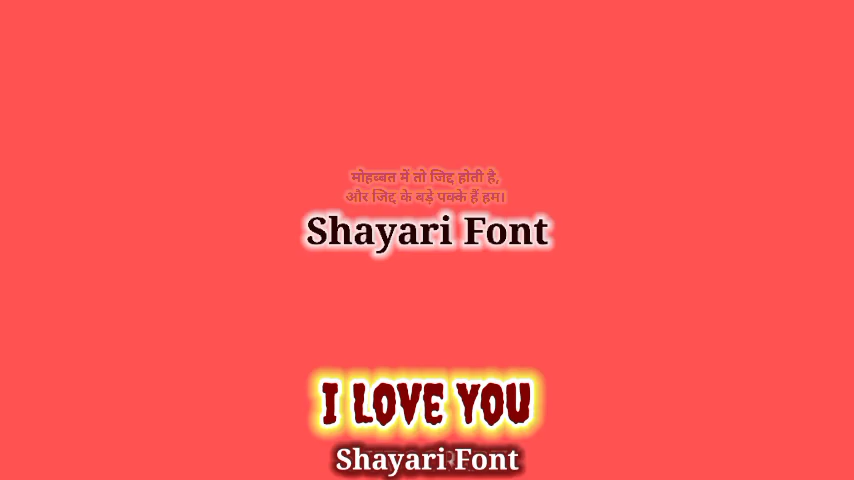 मोहब्बत में तो जिद्द होती है,
और जिद्द के बड़े पक्के हैं हम।
Shayari Font
I LOVE YOU
Shayari Font